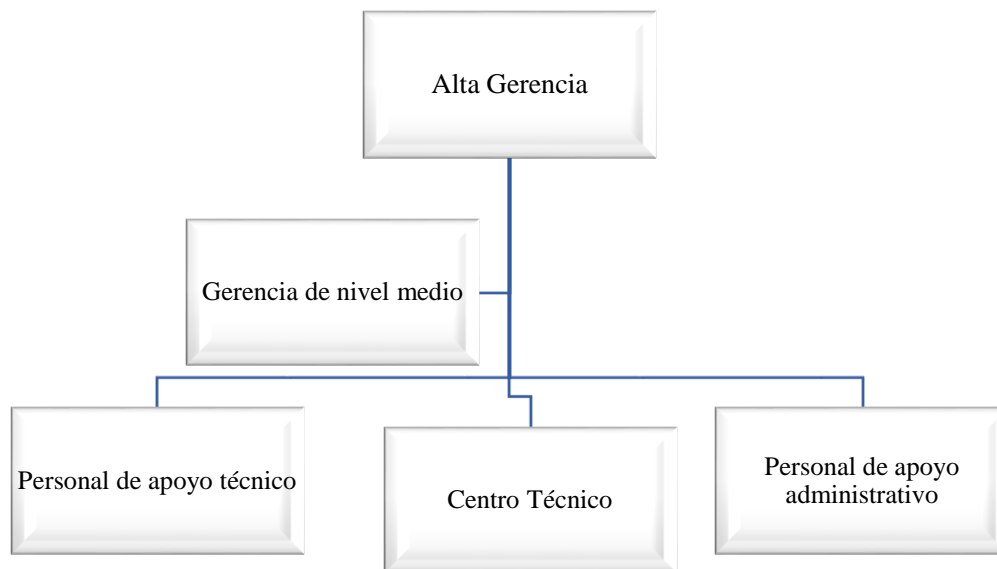 Alta Gerencia
Gerencia de nivel medio
Personal de apoyo técnico
Centro Técnico
Personal de apoyo
administrativo